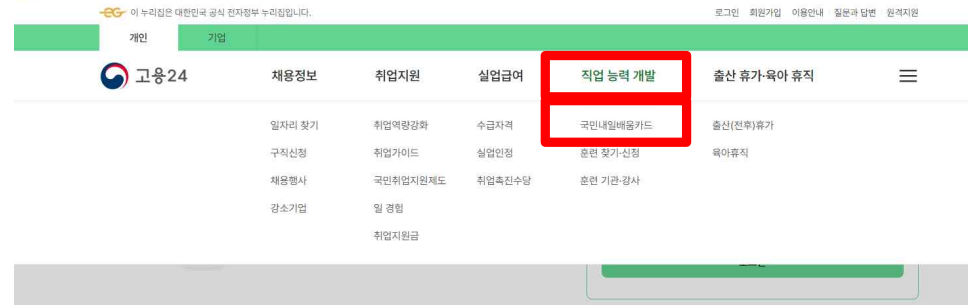 이 누리집은 대한민국 공식 전자정부 누리집입니다.
로그인 회원가입 이용안내 질문과 답변 원격지원
개인 기업
고용24 채용정보 취업지원 실업급여 직업 능력 개발 출산 휴가·육아 휴직
일자리 찾기 취업역량강화 수급자격 국민내일배움카드 출산(전후)휴가
구직신청 취업가이드 실업인정 훈련 찾기·신청 육아휴직
채용행사 국민취업지원제도 취업촉진수당 훈련 기관·강사
강소기업 일 경험
취업지원금